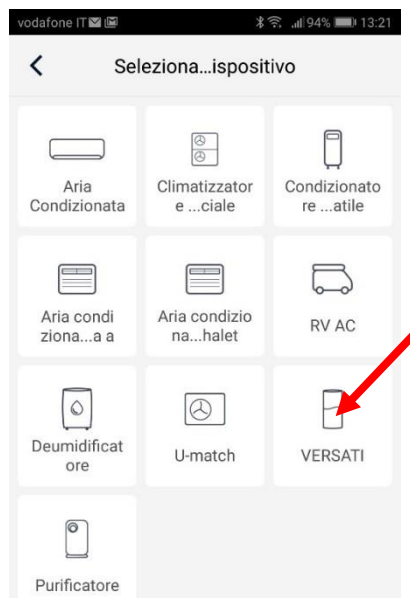 vodafone IT 94% 13:21
Seleziona...ispositivo
Aria
Condizionata
Climatizzator
e ...ciale
Condizionato
re ...atile
Aria condi
ziona...a a
Aria condizio
na...halet
RV AC
Deumidificat
ore
U-match
VERSATI
Purificatore